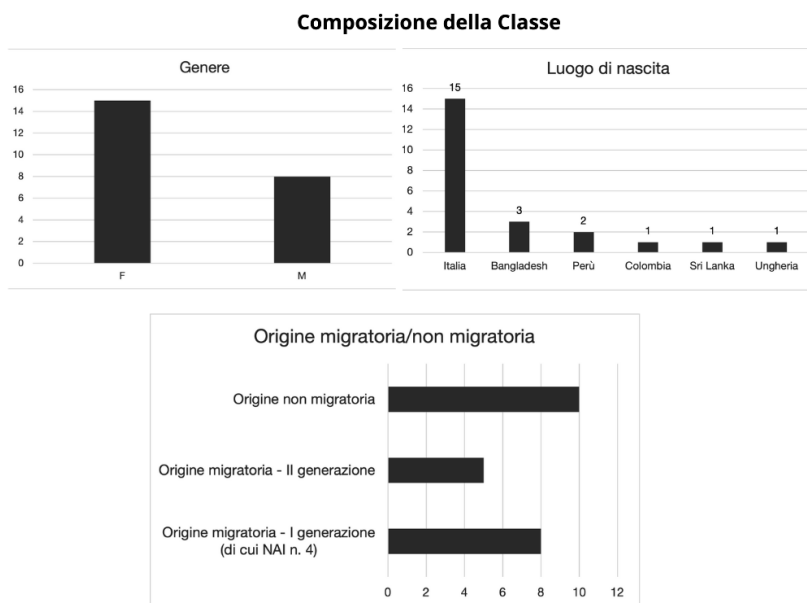 Composizione della Classe
Genere
16
14
12
10
8
6
4
2
0
F M
Luogo di nascita
16
14
12
10
8
6
4
2
0
15 3 2 1 1 1
Italia Bangladesh Perù Colombia Sri Lanka Ungheria
Origine migratoria/non migratoria
Origine non migratoria
Origine migratoria - II generazione
Origine migratoria - I generazione
(di cui NAI n. 4)
0 2 4 6 8 10 12